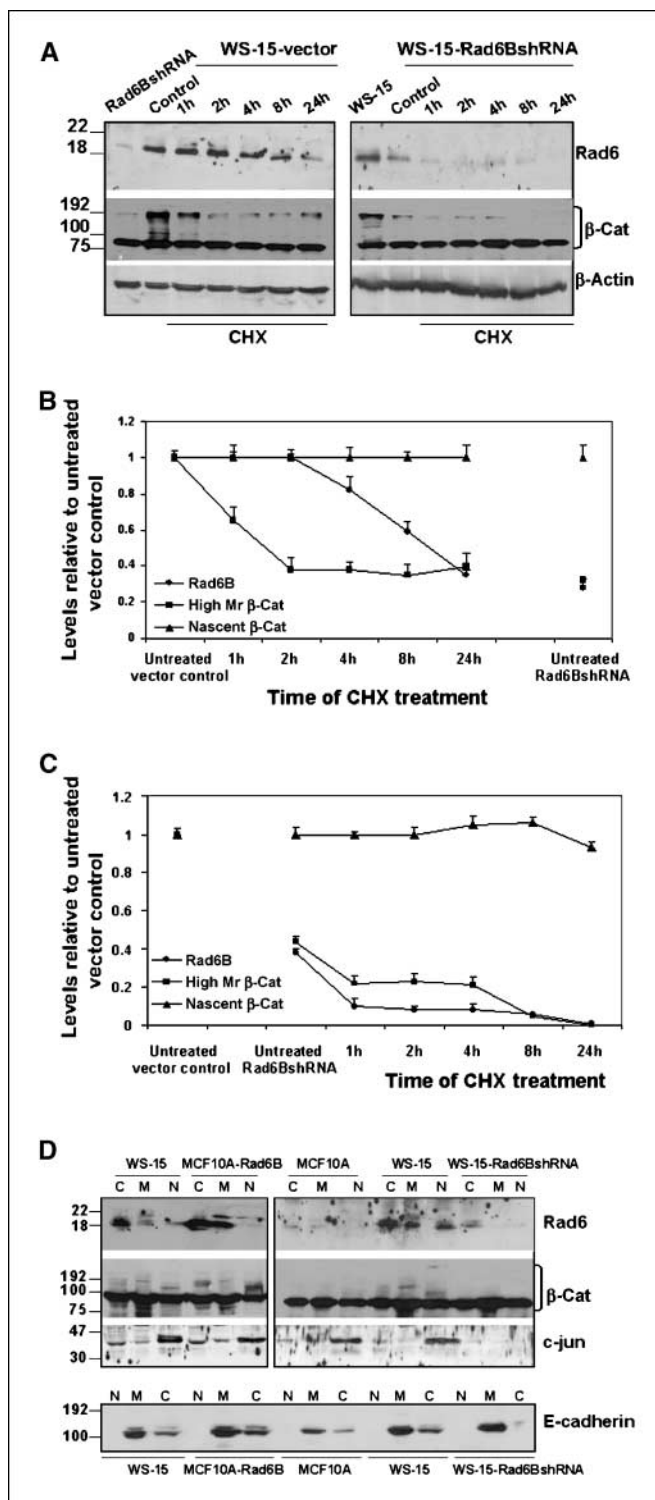 A
WS-15-vector
WS-15-Rad6BshRNA
Rad6BshRNA Control 1h 2h 4h 8h 24h
WS-15 Control 1h 2h 4h 8h 24h
22
18
Rad6
192
100
75
β-Cat
β-Actin
CHX
CHX
B
Levels relative to untreated
vector control
1.2
1
0.8
0.6
0.4
0.2
0
Rad6B
High Mr β-Cat
Nascent β-Cat
Untreated
vector control
1h 2h 4h 8h 24h
Untreated
Rad6BshRNA
Time of CHX treatment
C
Levels relative to untreated
vector control
1.2
1
0.8
0.6
0.4
0.2
0
Rad6B
High Mr β-Cat
Nascent β-Cat
Untreated
vector control
Untreated
Rad6BshRNA
1h 2h 4h 8h 24h
Time of CHX treatment
D
WS-15 MCF10A-Rad6B MCF10A WS-15 WS-15-Rad6BshRNA
C M N C M N C M N C M N C M N
22
18
Rad6
192
100
75
β-Cat
47
30
c-jun
N M C N M C N M C N M C N M C
192
100
E-cadherin
WS-15 MCF10A-Rad6B MCF10A WS-15 WS-15-Rad6BshRNA